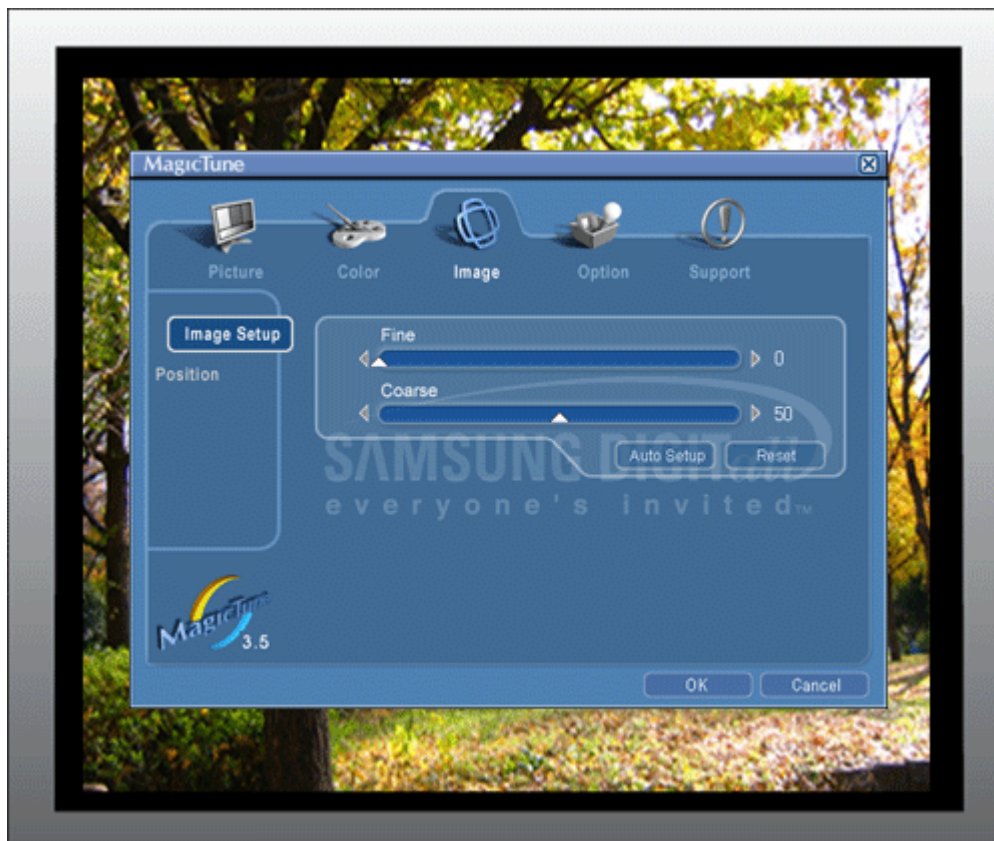 MagicTune
Picture Color Image Option Support
Image Setup
Position
Fine
0
Coarse
50
Auto Setup Reset
SAMSUNG DIGITall
everyone's invited™
MagicTune
3.5
OK Cancel